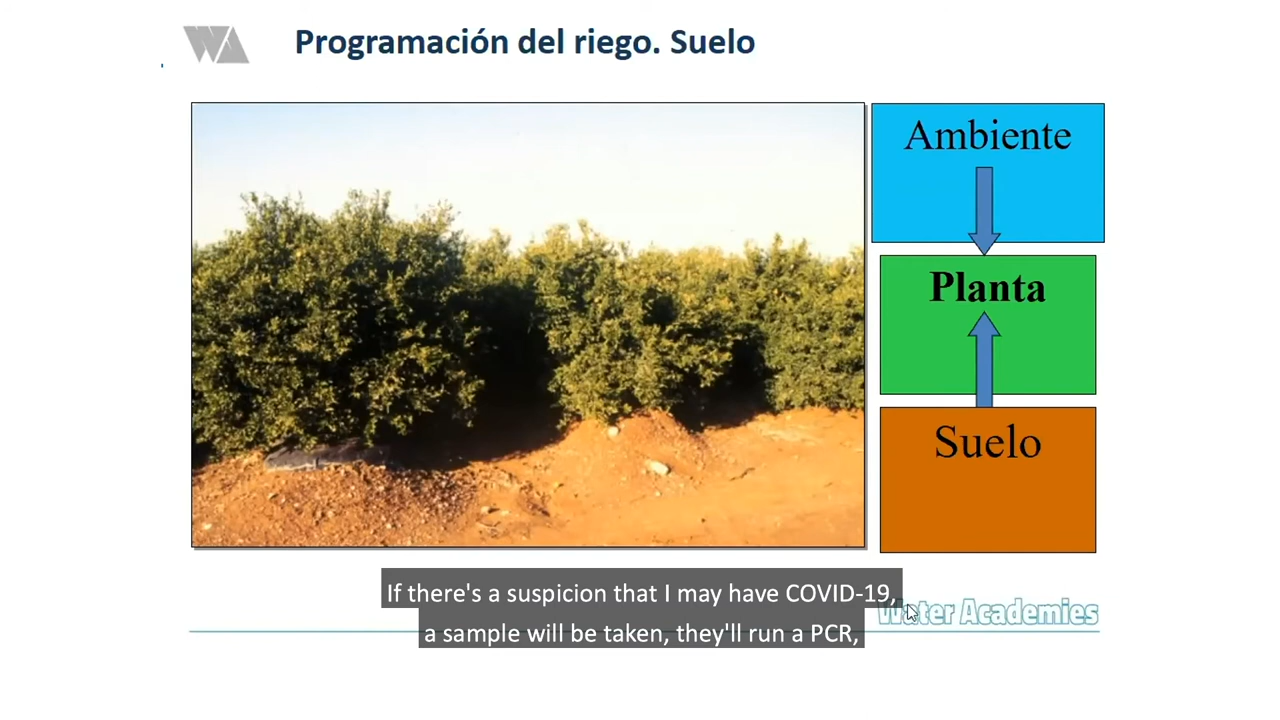 WA
Programación del riego. Suelo
Ambiente
Planta
Suelo
If there's a suspicion that I may have COVID-19,
a sample will be taken, they'll run a PCR,
Water Academies